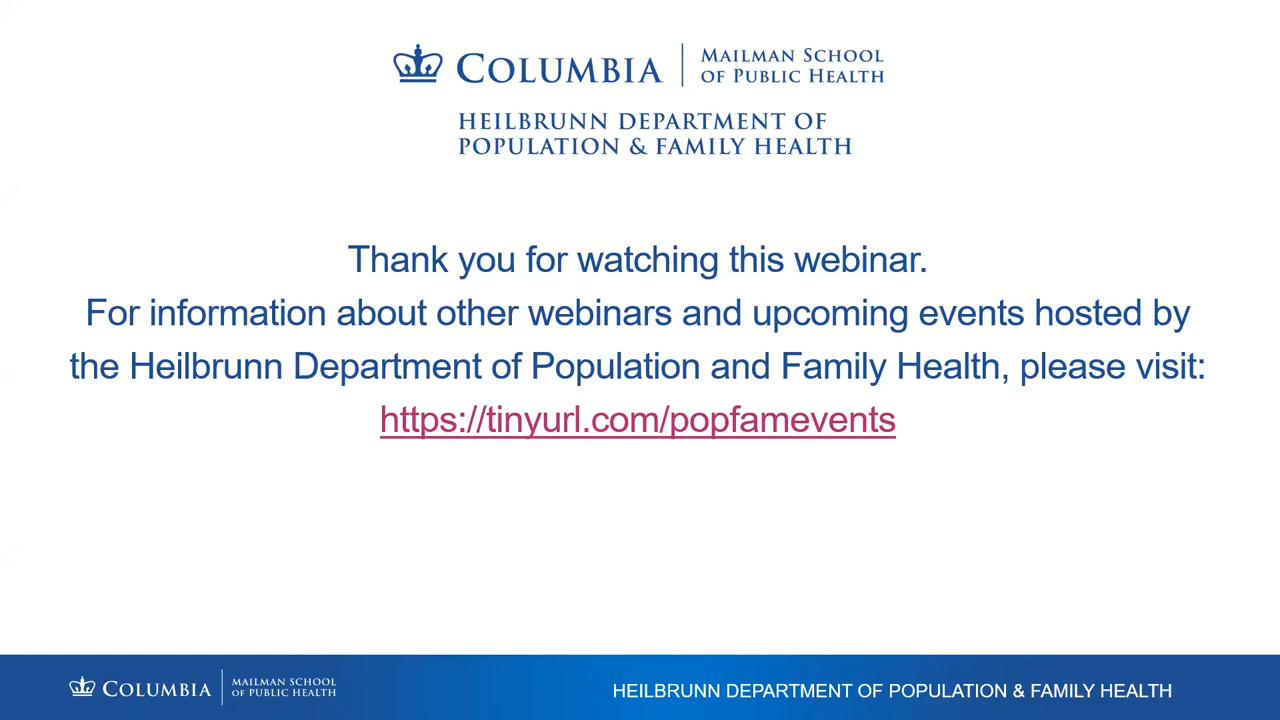 COLUMBIA
MAILMAN SCHOOL
OF PUBLIC HEALTH
HEILBRUNN DEPARTMENT OF
POPULATION & FAMILY HEALTH
Thank you for watching this webinar.
For information about other webinars and upcoming events hosted by
the Heilbrunn Department of Population and Family Health, please visit:
https://tinyurl.com/popfamevents
COLUMBIA
MAILMAN SCHOOL
OF PUBLIC HEALTH
HEILBRUNN DEPARTMENT OF POPULATION & FAMILY HEALTH